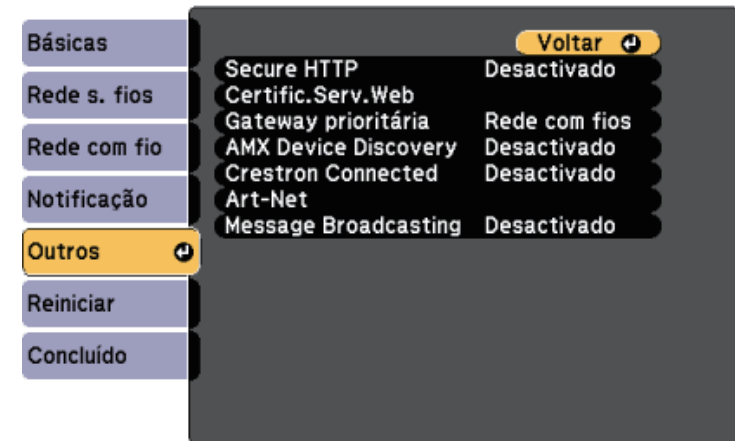 Básicas
Rede s. fios
Rede com fio
Notificação
Outros
Reiniciar
Concluído
Voltar
Secure HTTP Desactivado
Certific.Serv.Web
Gateway prioritária Rede com fios
AMX Device Discovery Desactivado
Crestron Connected Desactivado
Art-Net
Message Broadcasting Desactivado